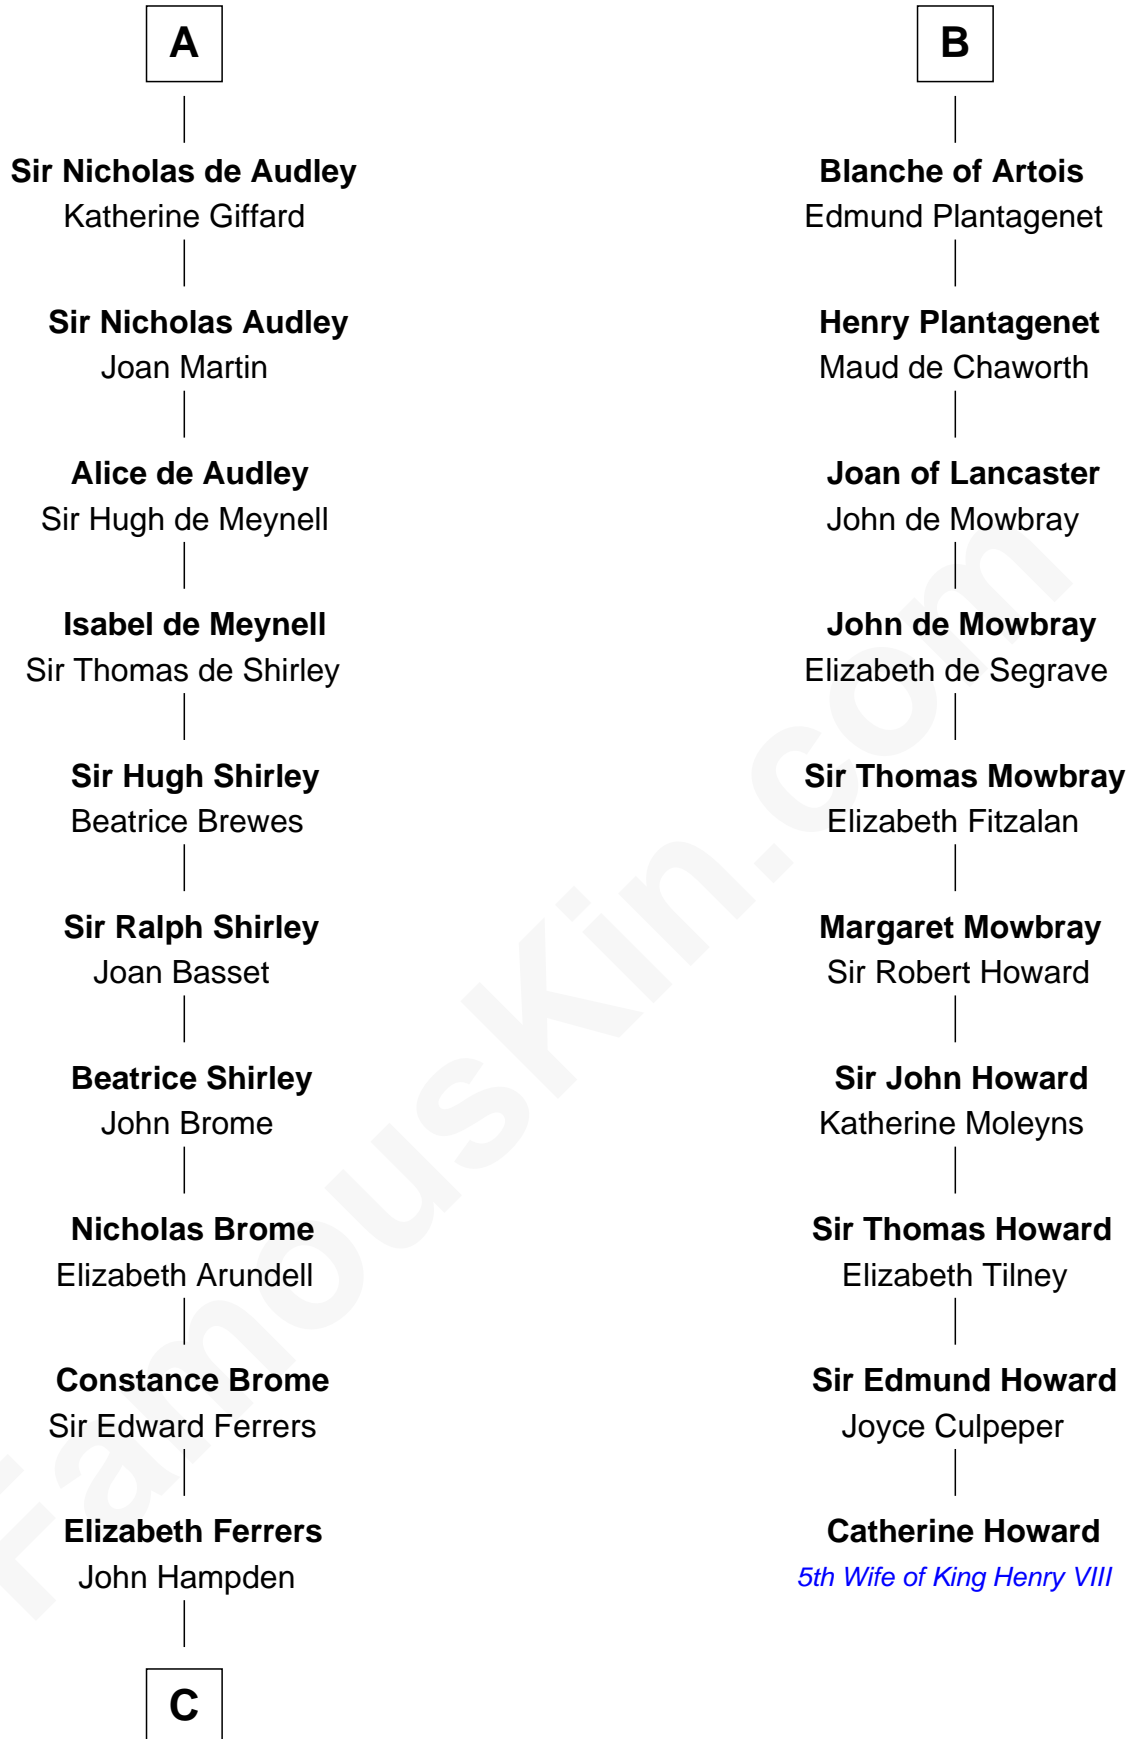 A
Sir Nicholas de Audley
Katherine Giffard
Sir Nicholas Audley
Joan Martin
Alice de Audley
Sir Hugh de Meynell
Isabel de Meynell
Sir Thomas de Shirley
Sir Hugh Shirley
Beatrice Brewes
Sir Ralph Shirley
Joan Basset
Beatrice Shirley
John Brome
Nicholas Brome
Elizabeth Arundell
Constance Brome
Sir Edward Ferrers
Elizabeth Ferrers
John Hampden
C
B
Blanche of Artois
Edmund Plantagenet
Henry Plantagenet
Maud de Chaworth
Joan of Lancaster
John de Mowbray
John de Mowbray
Elizabeth de Segrave
Sir Thomas Mowbray
Elizabeth Fitzalan
Margaret Mowbray
Sir Robert Howard
Sir John Howard
Katherine Moleyns
Sir Thomas Howard
Elizabeth Tilney
Sir Edmund Howard
Joyce Culpeper
Catherine Howard
5th Wife of King Henry VIII
FamousKin.com